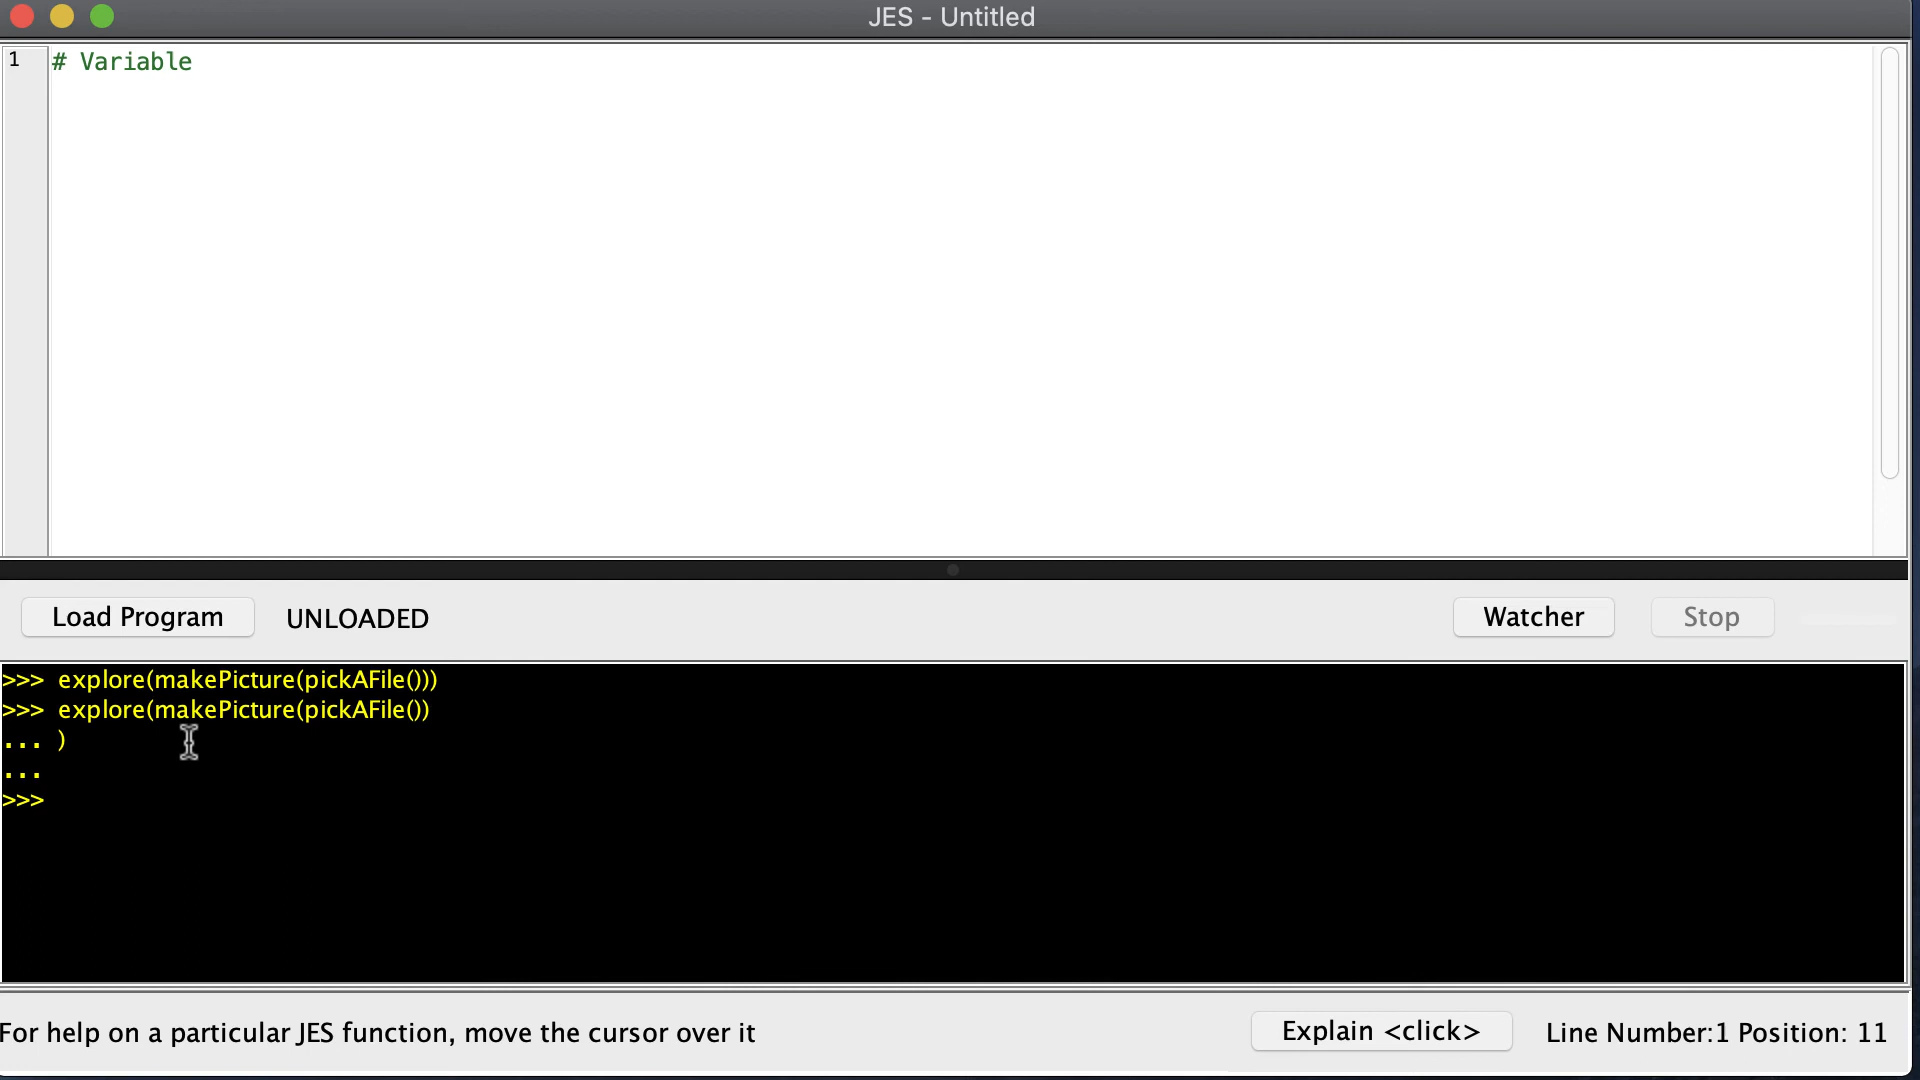 JES - Untitled
1 # Variable
Load Program UNLOADED Watcher Stop
>>> explore(makePicture(pickAFile()))
>>> explore(makePicture(pickAFile())
... )
...
>>>
For help on a particular JES function, move the cursor over it Explain <click> Line Number:1 Position: 11